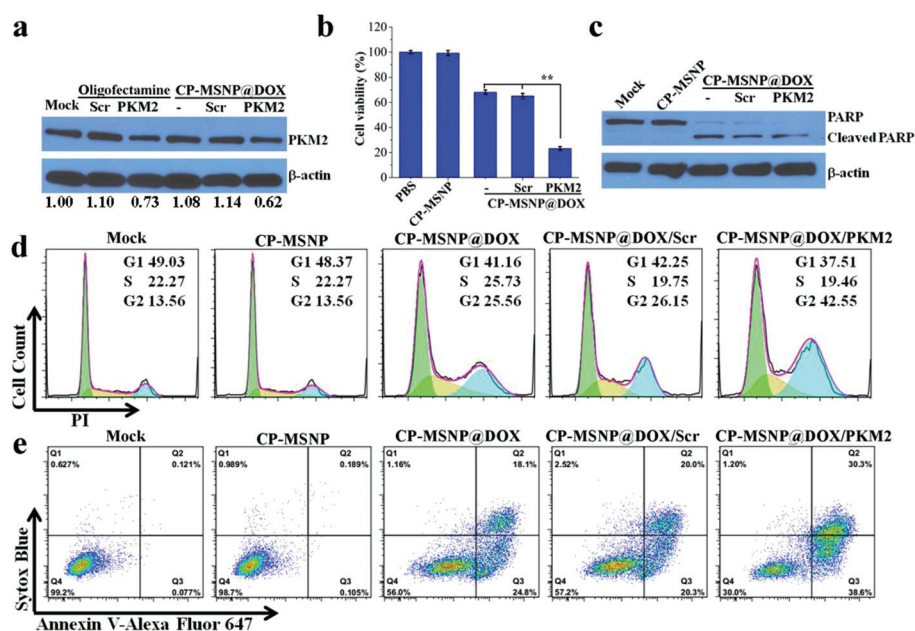 a
Oligofectamine CP-MSNP@DOX
Mock Scr PKM2 - Scr PKM2
PKM2
β-actin
1.00 1.10 0.73 1.08 1.14 0.62
b
Cell viability (%)
120
100
80
60
40
20
0
**
PBS
CP-MSNP
- Scr PKM2
CP-MSNP@DOX
c
Mock CP-MSNP
CP-MSNP@DOX
- Scr PKM2
PARP
Cleaved PARP
β-actin
d
Mock
G1 49.03
S 22.27
G2 13.56
CP-MSNP
G1 48.37
S 22.27
G2 13.56
CP-MSNP@DOX
G1 41.16
S 25.73
G2 25.56
CP-MSNP@DOX/Scr
G1 42.25
S 19.75
G2 26.15
CP-MSNP@DOX/PKM2
G1 37.51
S 19.46
G2 42.55
Cell Count
PI
e
Mock
Q1 Q2
0.627% 0.121%
Q4 Q3
99.2% 0.077%
CP-MSNP
Q1 Q2
0.989% 0.189%
Q4 Q3
98.7% 0.105%
CP-MSNP@DOX
Q1 Q2
1.16% 18.1%
Q4 Q3
56.0% 24.8%
CP-MSNP@DOX/Scr
Q1 Q2
2.52% 20.0%
Q4 Q3
57.2% 20.3%
CP-MSNP@DOX/PKM2
Q1 Q2
1.20% 30.3%
Q4 Q3
30.0% 38.6%
Sytox Blue
Annexin V-Alexa Fluor 647